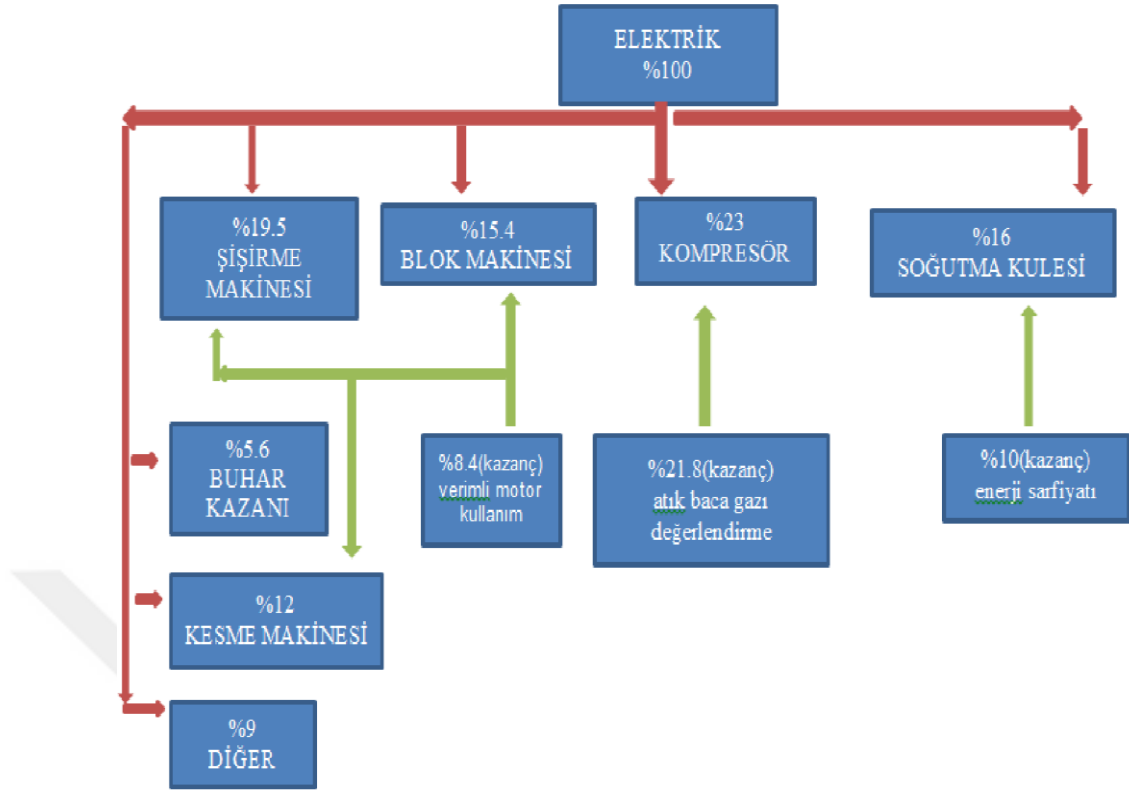 ELEKTRİK
%100
%19.5
ŞİŞİRME
MAKİNESİ
%15.4
BLOK MAKİNESİ
%23
KOMPRESÖR
%16
SOĞUTMA KULESİ
%5.6
BUHAR
KAZANI
%8.4(kazanç)
verimli motor
kullanım
%21.8(kazanç)
atık baca gazı
değerlendirme
%10(kazanç)
enerji sarfiyatı
%12
KESME MAKİNESİ
%9
DİĞER